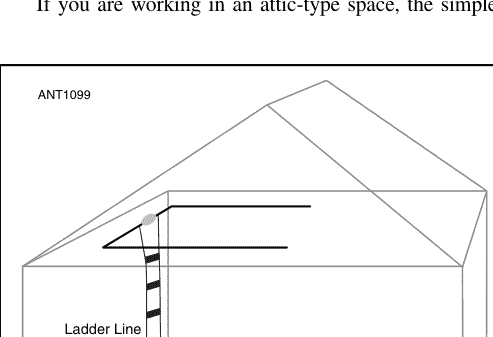 If you are working in an attic-type space, the simple
ANT1099
Ladder Line